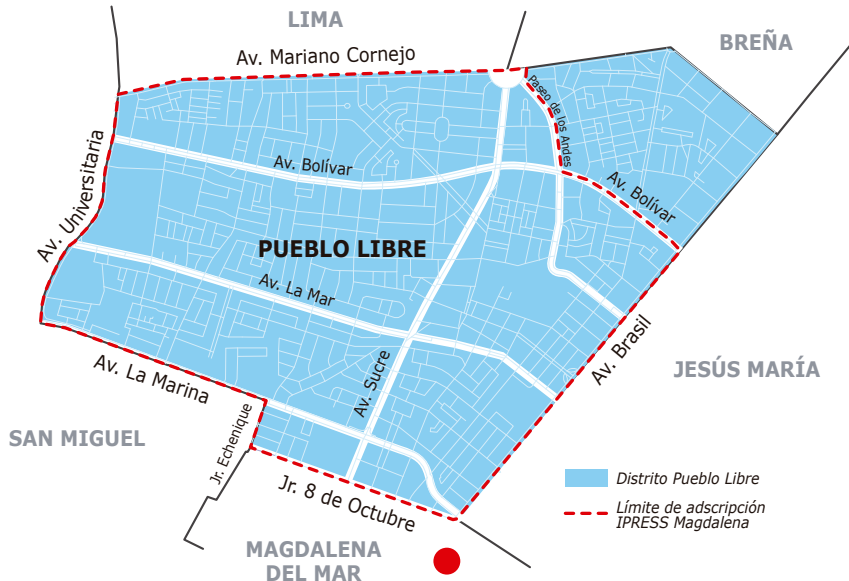 LIMA
BREÑA
Av. Mariano Cornejo
Paseo de los Andes
Av. Universitaria
Av. Bolívar
Av. Bolívar
PUEBLO LIBRE
Av. La Mar
Av. Brasil
Av. La Marina
Av. Sucre
JESÚS MARÍA
SAN MIGUEL
Jr. Echenique
Jr. 8 de Octubre
Distrito Pueblo Libre
Límite de adscripción
IPRESS Magdalena
MAGDALENA
DEL MAR